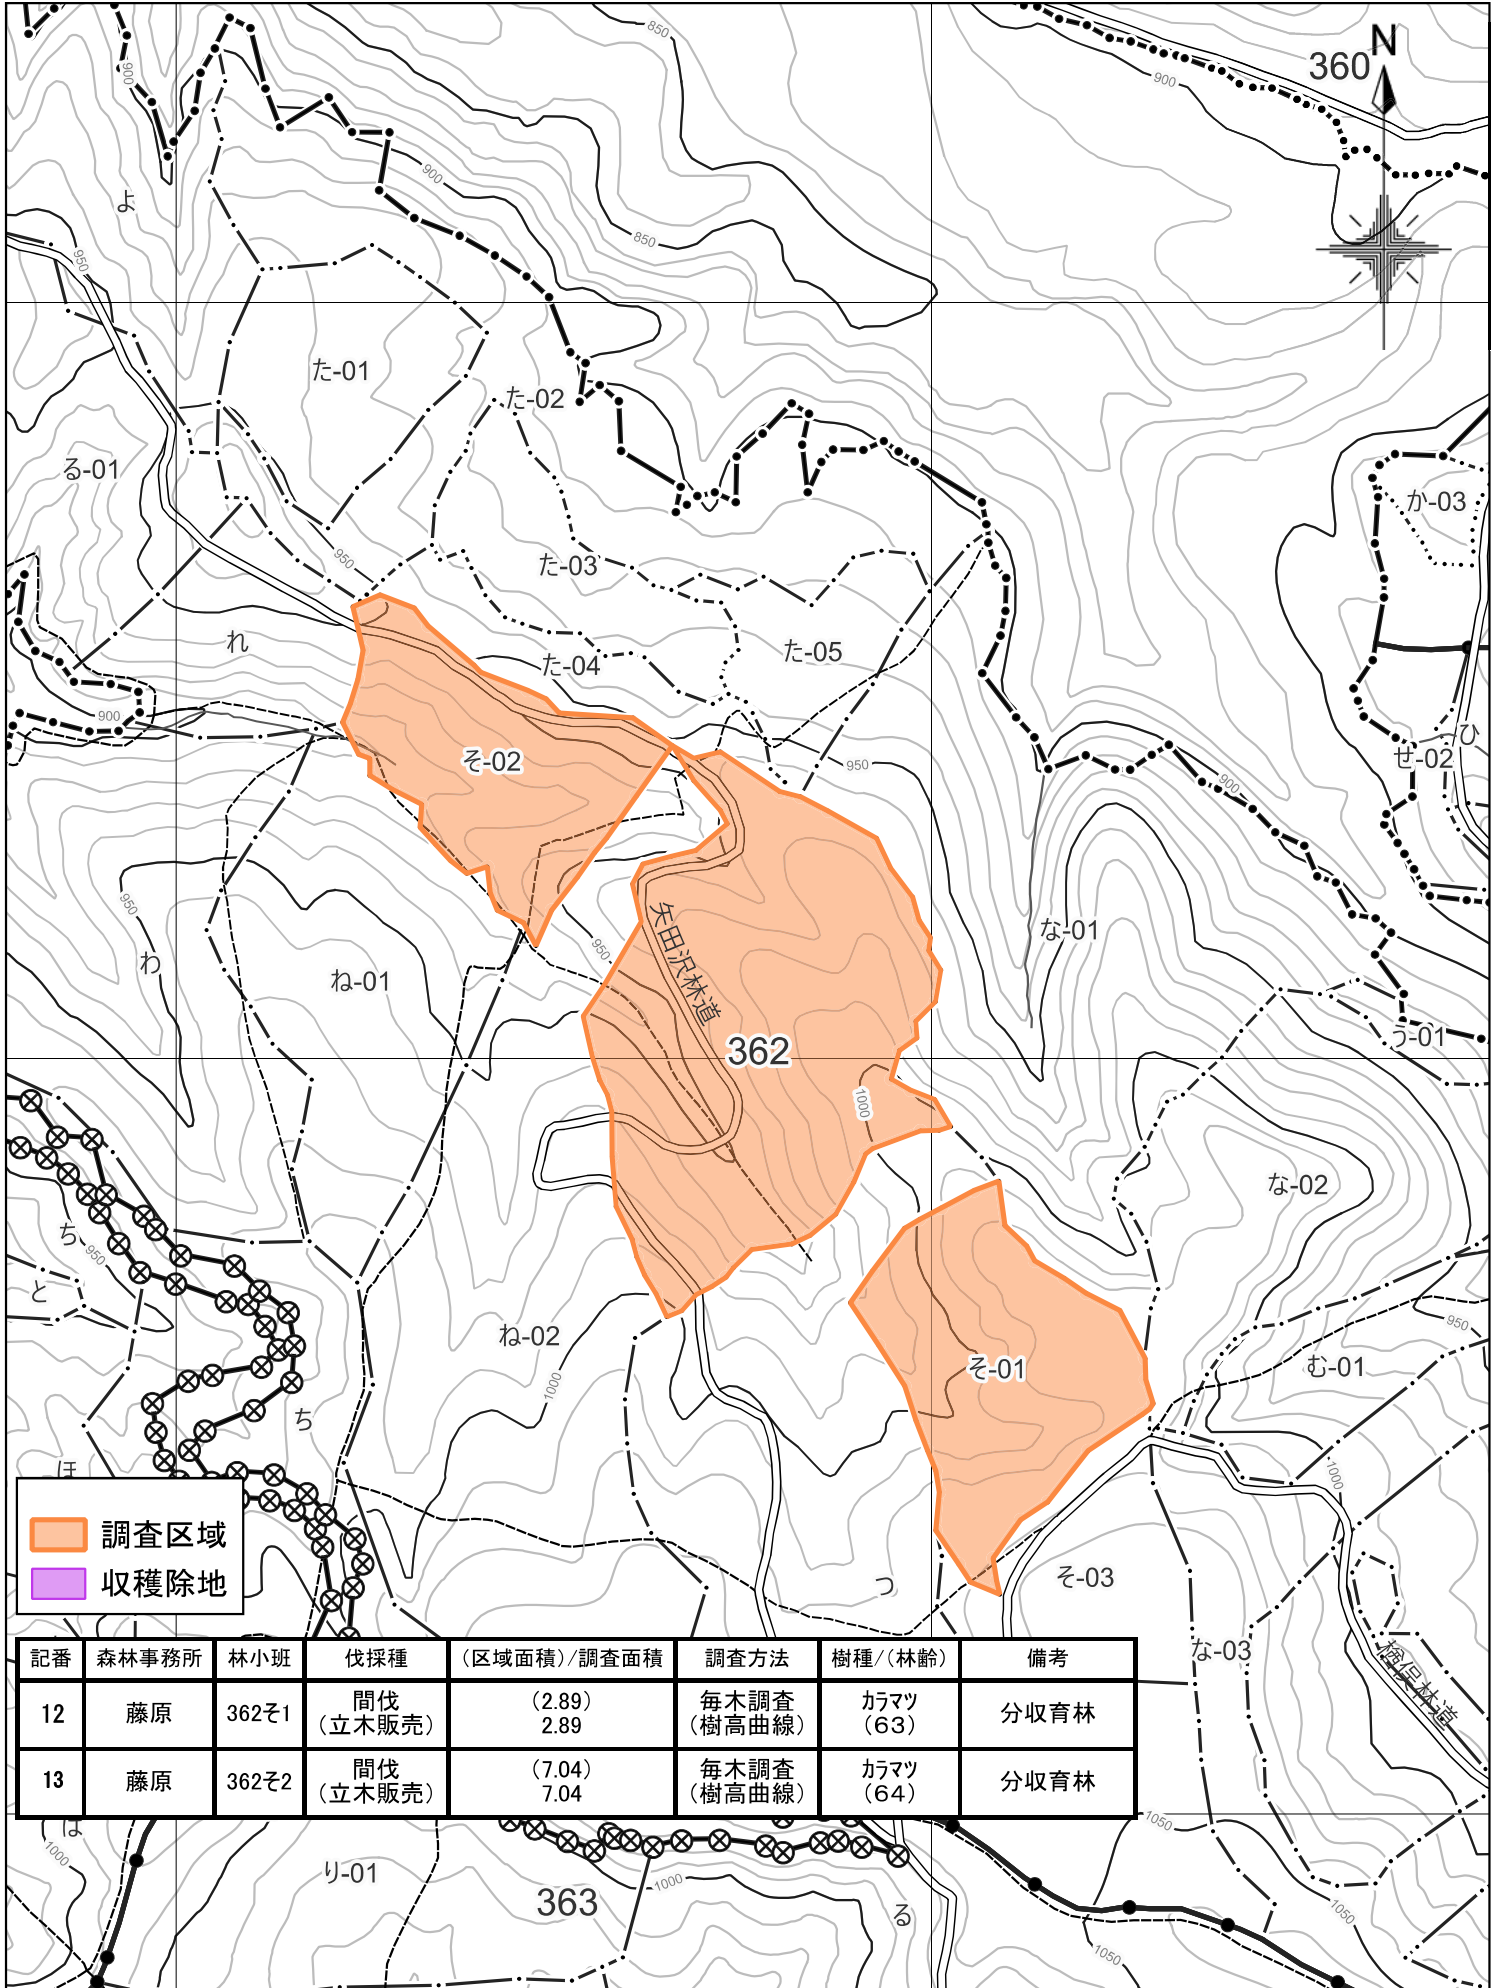 850
N
360
900
900
900
よ
850
950
た-01
た-02
る-01
か-03
950
た-03
れ
た-05
た-04
900
ひ
そ-02
せ-02
950
900
950
矢田沢林道
な-01
950
わ
ね-01
う-01
362
1000
な-02
ち
950
と
950
ね-02
む-01
そ-01
1000
ち
ほ
1000
調査区域
収穫除地
つ
そ-03
な-03
楢俣林道
記番 森林事務所 林小班 伐採種 (区域面積)/調査面積 調査方法 樹種/(林齢) 備考
12 藤原 362そ1 間伐(立木販売) (2.89) 2.89 毎木調査(樹高曲線) カラマツ(63) 分収育林
13 藤原 362そ2 間伐(立木販売) (7.04) 7.04 毎木調査(樹高曲線) カラマツ(64) 分収育林
1050
は
1000
り-01
1000
363
る
1050
1050